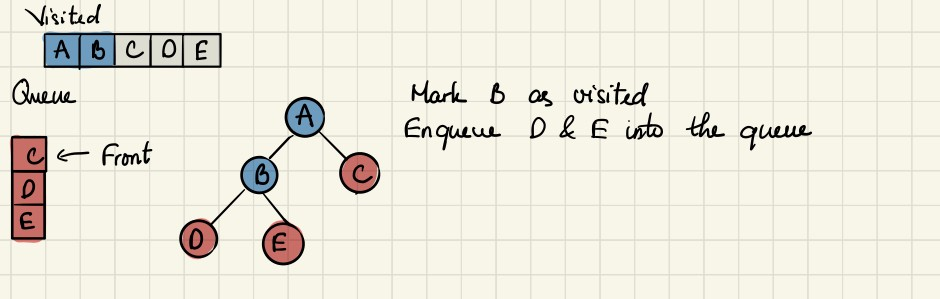 Visited
A B C D E
Queue
C ← Front
D
E
A
B C
D E
Mark B as visited
Enqueue D & E into the queue